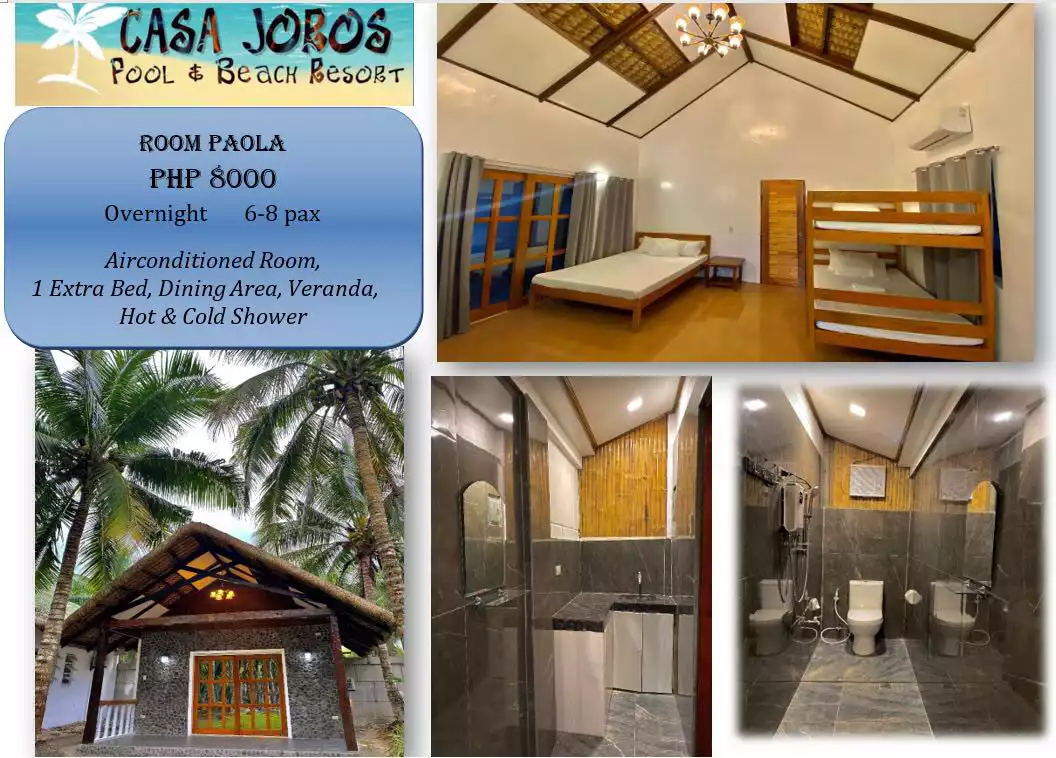 CASA JOBOS
POOL & BEACH RESORT
ROOM PAOLA
PHP 8000
Overnight 6-8 pax
Airconditioned Room,
1 Extra Bed, Dining Area, Veranda,
Hot & Cold Shower